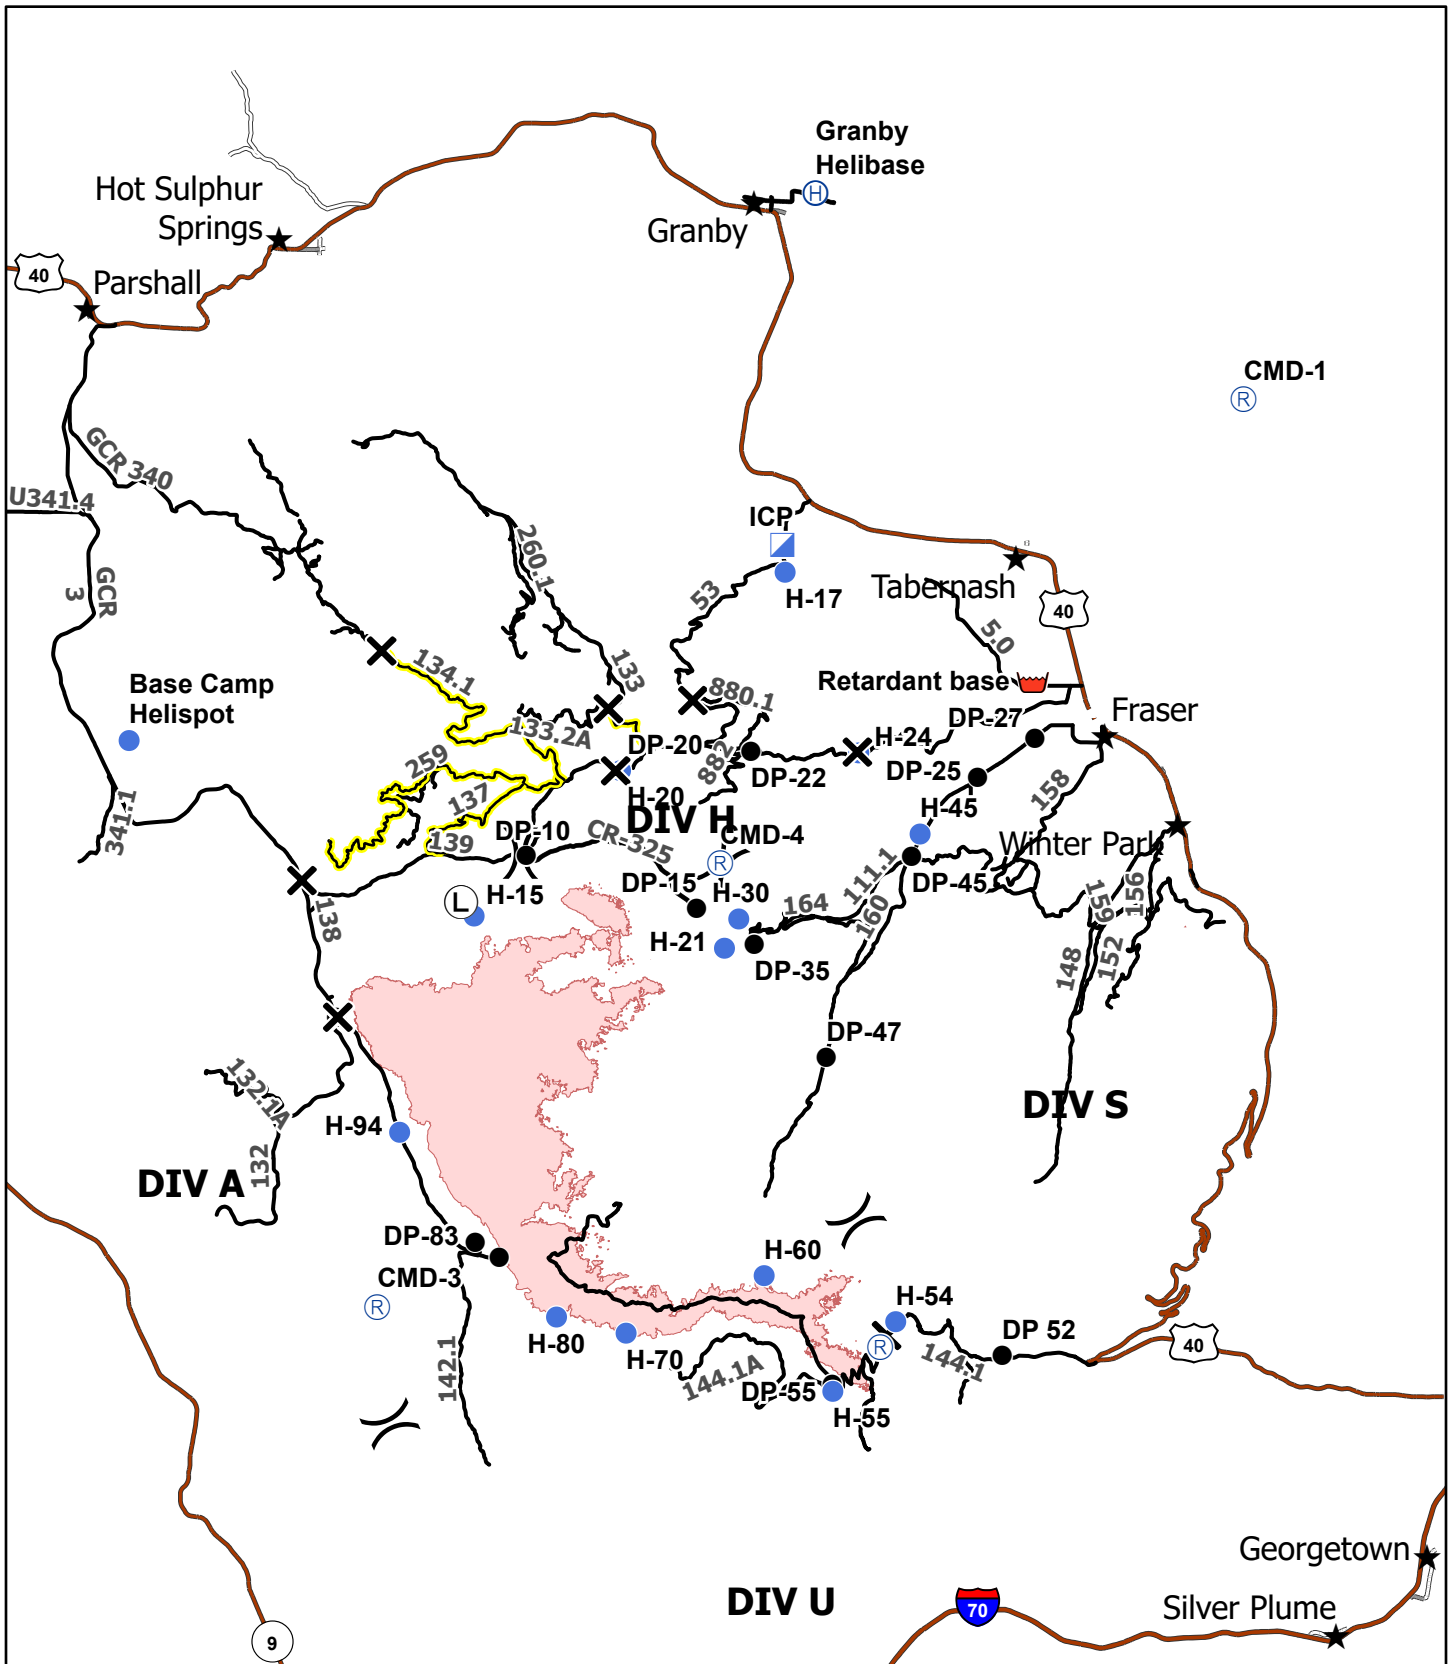 Granby
Helibase
H
Hot Sulphur
Springs
Granby
40
Parshall
CMD-1
R
GCR 340
U341.4
ICP
260.1
GCR
3
53
H-17
Tabernash
40
5.0
134.1
133
Base Camp
Helispot
880.1
Retardant base
DP-27
Fraser
133.2A
DP-20
H-24
259
882
DP-22
DP-25
137
H-20
158
341.1
DIV H
H-45
139
DP-10
CR-325
CMD-4
R
Winter Park
111.1
DP-45
DP-15
H-30
H-15
L
164
160
159
156
138
H-21
DP-35
148
152
DP-47
132.1A
DIV S
H-94
132
DIV A
DP-83
H-60
CMD-3
R
H-54
H-80
H-70
R
DP 52
40
142.1
144.1A
144.1
DP-55
H-55
Georgetown
DIV U
70
Silver Plume
9